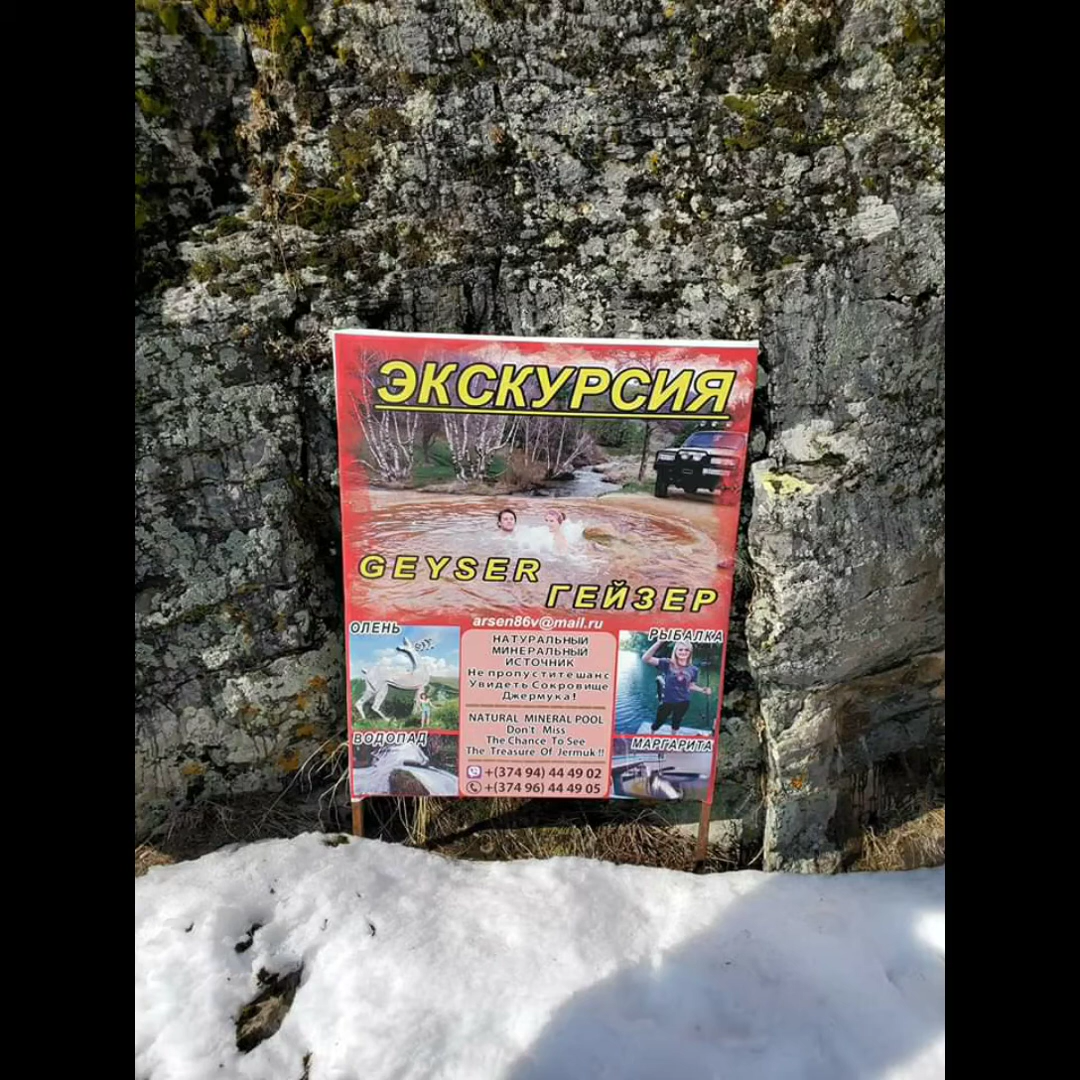 ЭКСКУРСИЯ
GEYSER
ГЕЙЗЕР
arsen86v@mail.ru
ОЛЕНЬ
ВОДОПАД
НАТУРАЛЬНЫЙ
МИНЕРАЛЬНЫЙ
ИСТОЧНИК
Не пропуститешанс
Увидеть Сокровище
Джермука!
NATURAL MINERAL POOL
Don't Miss
The Chance To See
The Treasure Of Jermuk!!
+(374 94) 44 49 02
+(374 96) 44 49 05
РЫБАЛКА
МАРГАРИТА